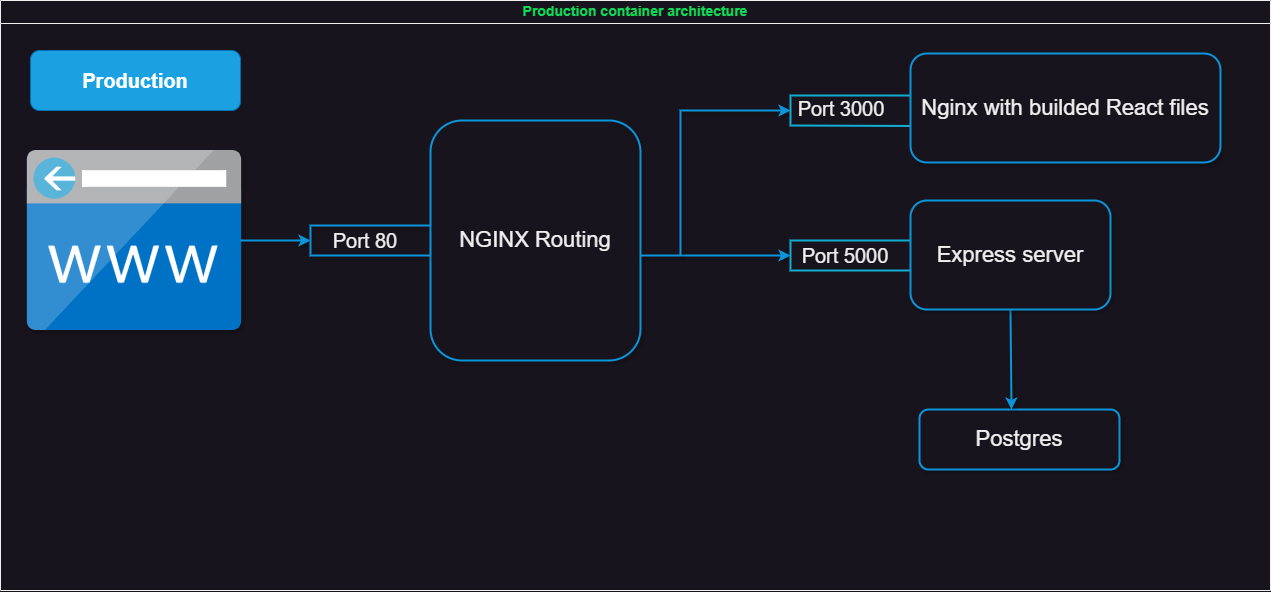 Production container architecture
Production
WWW
Port 80
NGINX Routing
Port 3000
Nginx with builded React files
Port 5000
Express server
Postgres